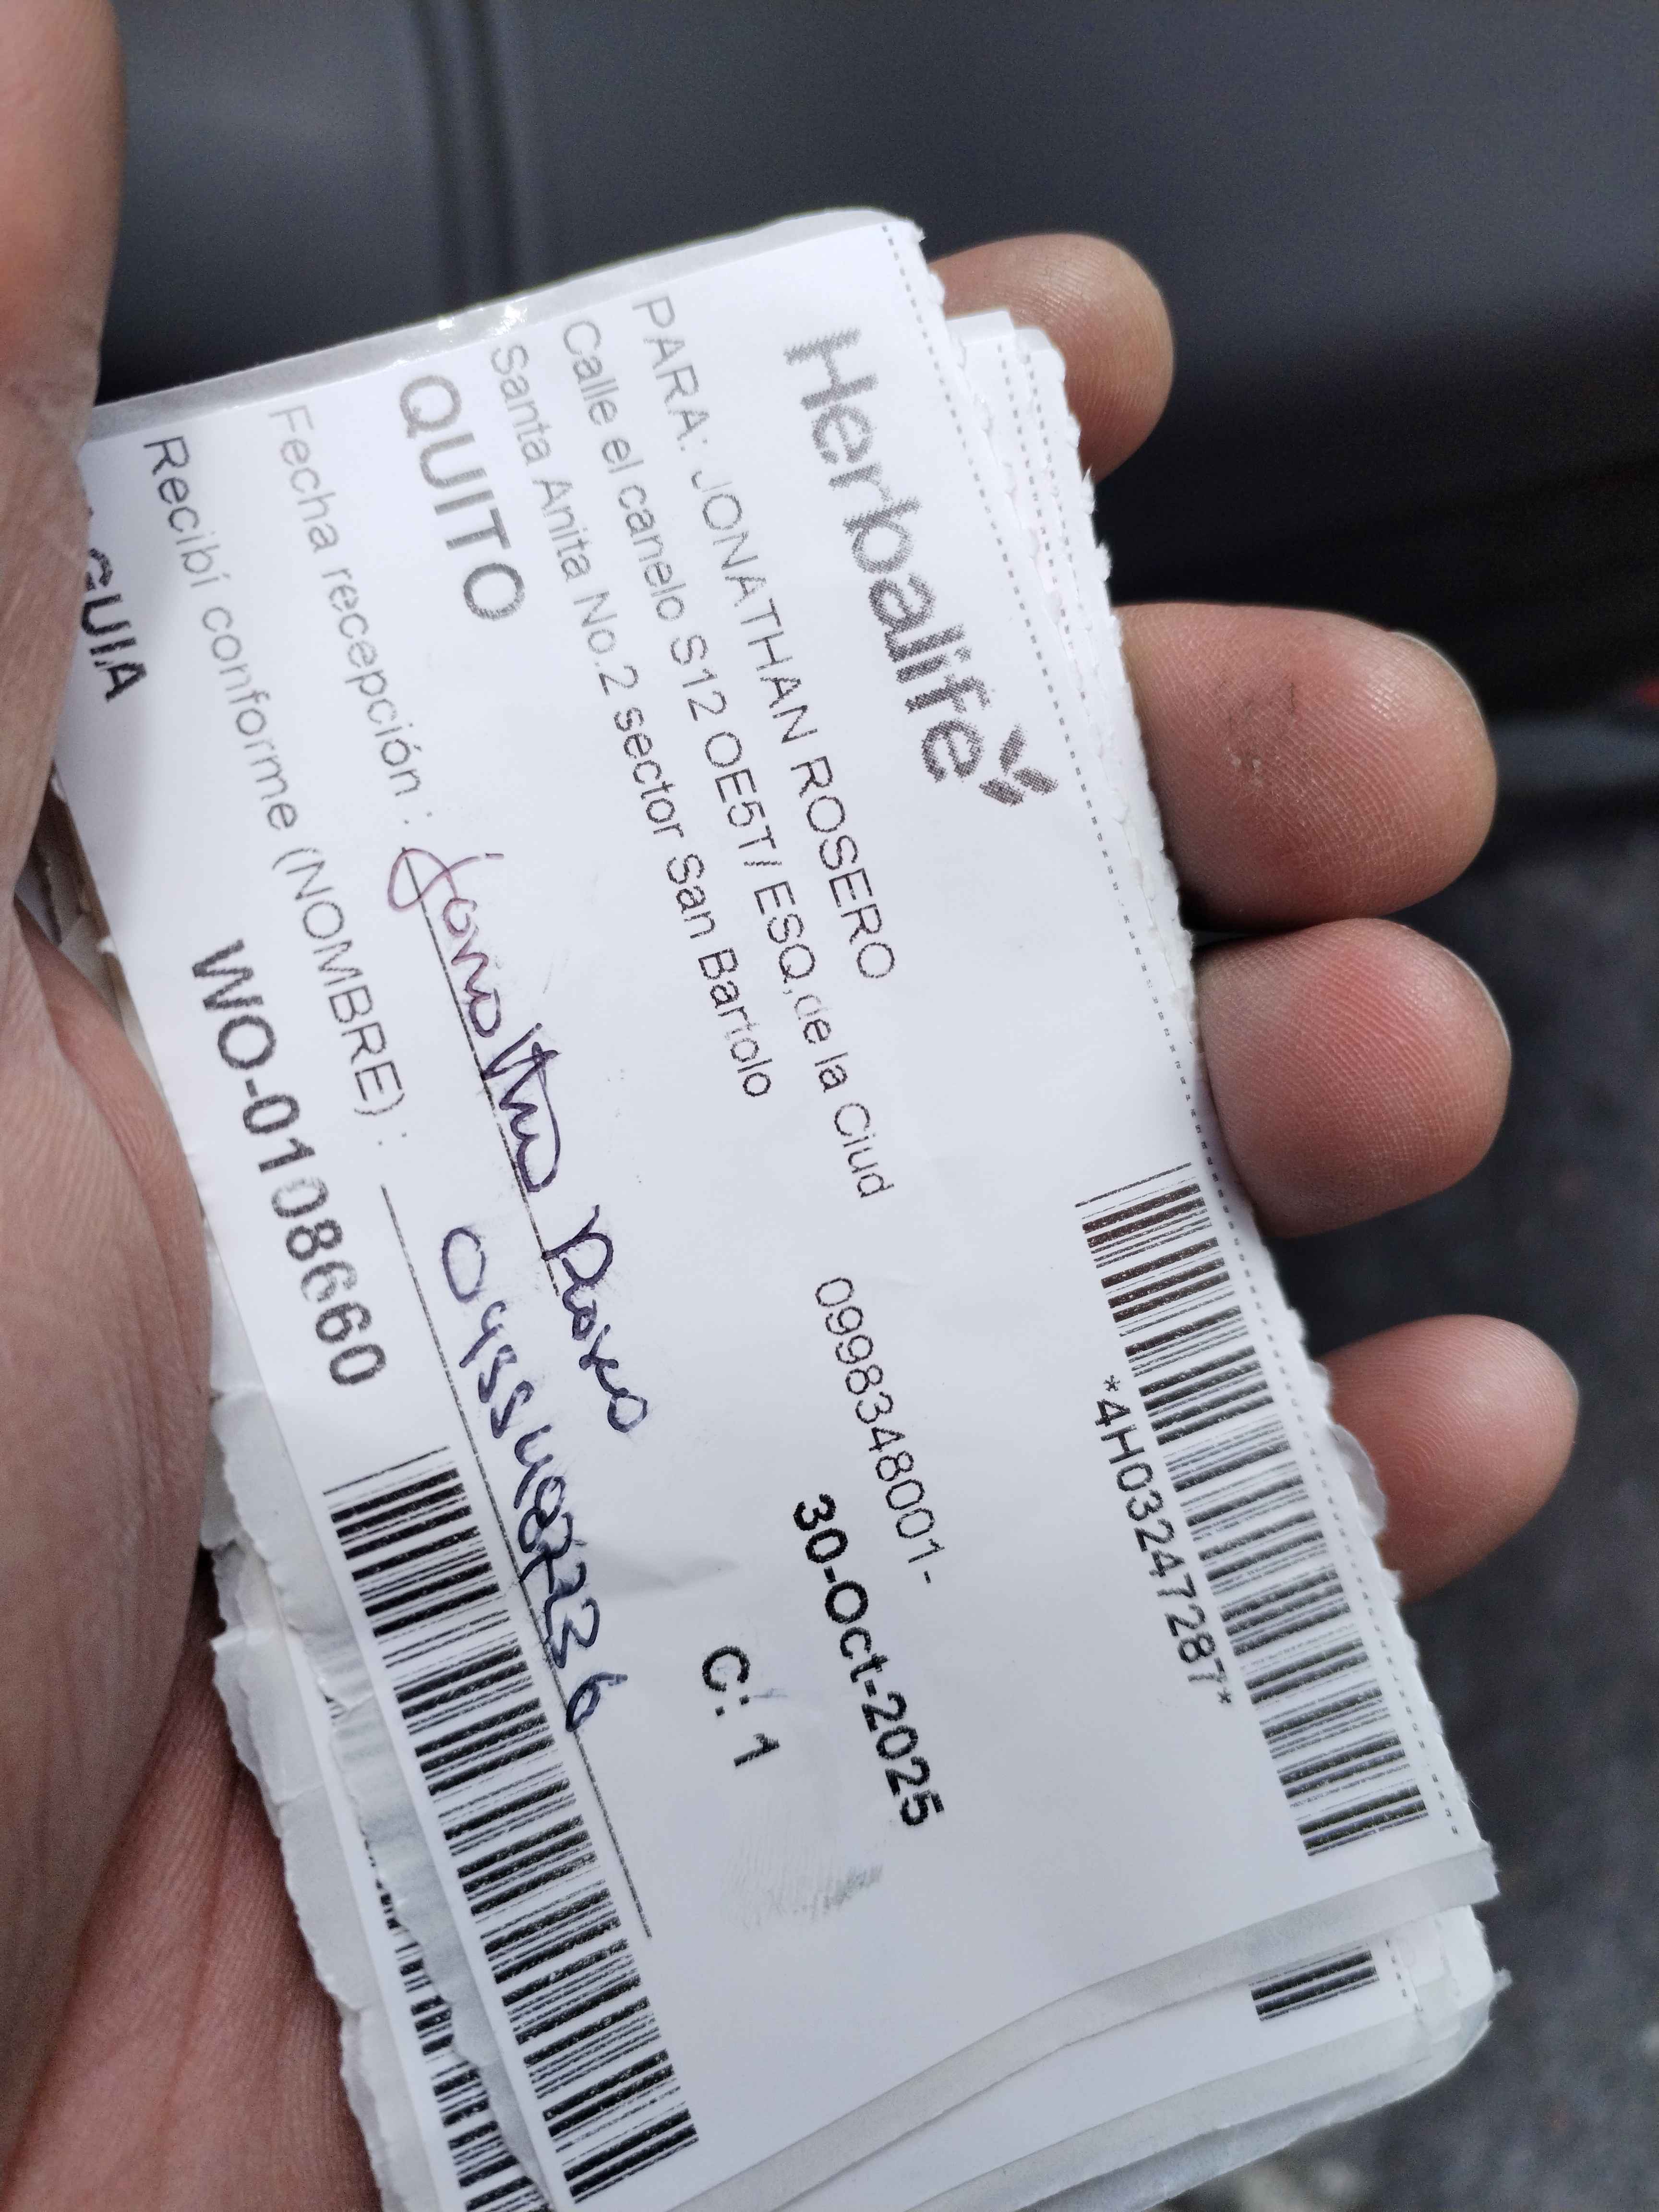 *4H03247287*
Herbalife
PARA: JONATHAN ROSERO
0998348001-
Calle el canelo S12 OE5T/ ESQ,de la Ciud
30-Oct-2025
Santa Anita No.2 sector San Bartolo
C: 1
QUITO
Fecha recepción :
Recibí conforme (NOMBRE) :
GUIA WO-0108660